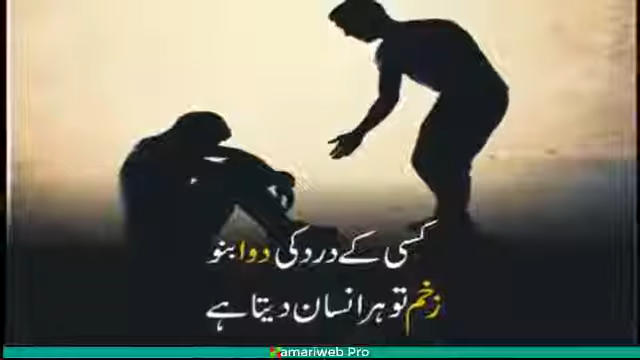 کسی کے درد کی دوا بنو
زخم تو ہر انسان دیتا ہے
amariweb Pro